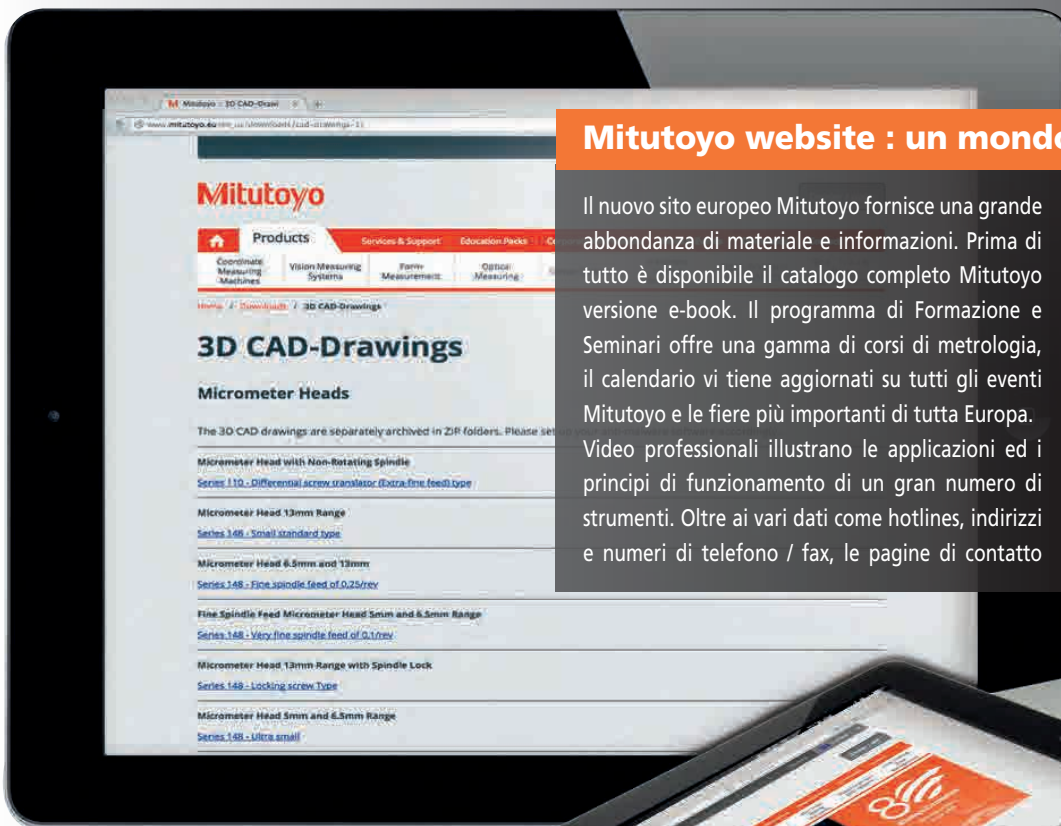 Mitutoyo : 3D CAD-Drawi
www.mitutoyo.eu
Mitutoyo
Products
Services & Support
Education Packs
Coordinate
Measuring
Machines
Vision Measuring
Systems
Form
Measurement
Optical
Measuring
Home / Downloads / 3D CAD-Drawings
3D CAD-Drawings
Micrometer Heads
The 3D CAD drawings are separately archived in ZIP folders. Please
Micrometer Head with Non-Rotating Spindle
Series 110 - Differential screw translator (Extra-fine feed) type
Micrometer Head 13mm Range
Series 148 - Small standard type
Micrometer Head 6.5mm and 13mm
Series 148 - Fine spindle feed of 0,25/rev
Fine Spindle Feed Micrometer Head 5mm and 6.5mm Range
Series 148 - Very fine spindle feed of 0,1/rev
Micrometer Head 13mm Range with Spindle Lock
Series 148 - Locking screw Type
Micrometer Head 5mm and 6.5mm Range
Series 148 - Ultra small
Mitutoyo website : un mondo
Il nuovo sito europeo Mitutoyo fornisce una grande
abbondanza di materiale e informazioni. Prima di
tutto è disponibile il catalogo completo Mitutoyo
versione e-book. Il programma di Formazione e
Seminari offre una gamma di corsi di metrologia,
il calendario vi tiene aggiornati su tutti gli eventi
Mitutoyo e le fiere più importanti di tutta Europa.
Video professionali illustrano le applicazioni ed i
principi di funzionamento di un gran numero di
strumenti. Oltre ai vari dati come hotlines, indirizzi
e numeri di telefono / fax, le pagine di contatto